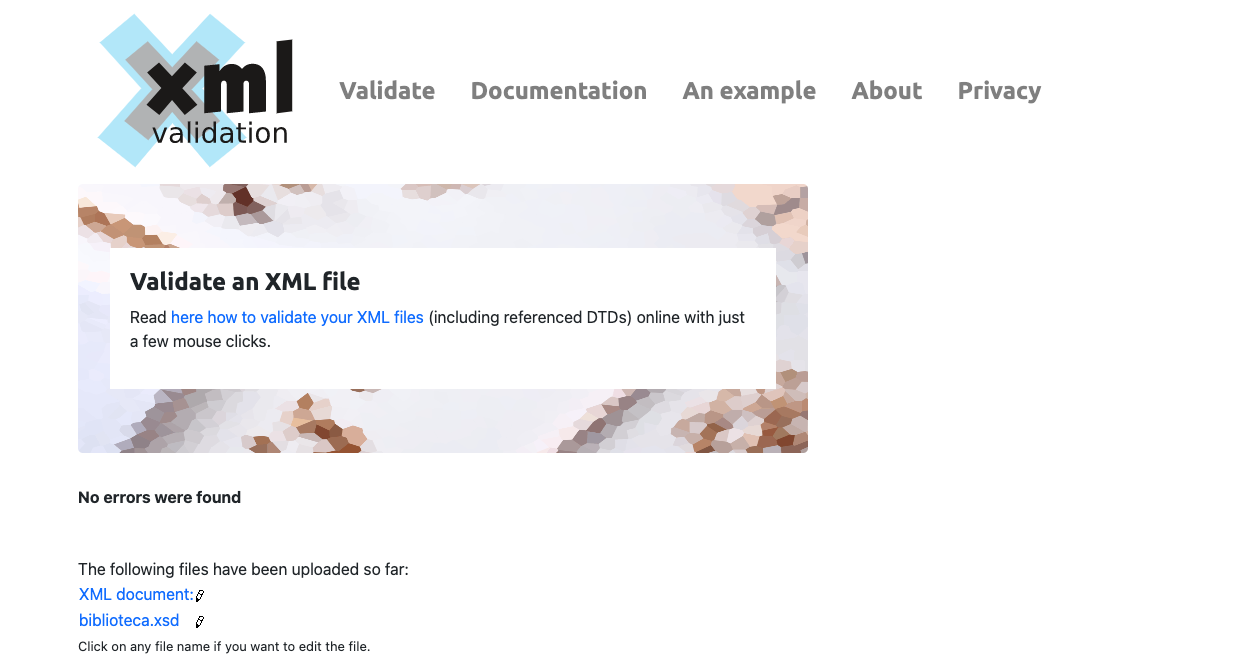 xml
validation
Validate Documentation An example About Privacy
Validate an XML file
Read here how to validate your XML files (including referenced DTDs) online with just
a few mouse clicks.
No errors were found
The following files have been uploaded so far:
XML document:
biblioteca.xsd
Click on any file name if you want to edit the file.